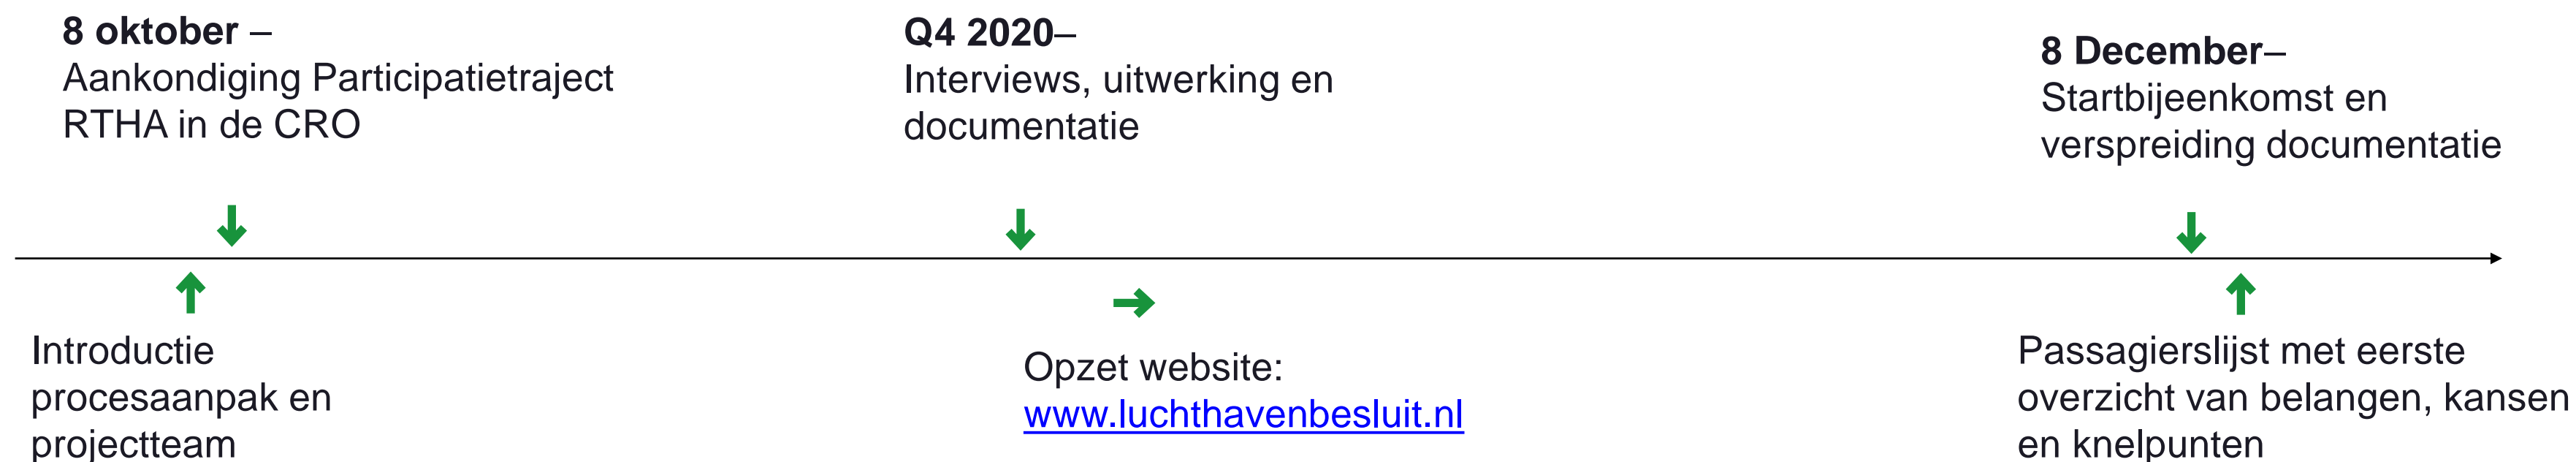 8 oktober –
Aankondiging Participatietraject
RTHA in de CRO
Q4 2020–
Interviews, uitwerking en
documentatie
8 December–
Startbijeenkomst en
verspreiding documentatie
Introductie
procesaanpak en
projectteam
Opzet website:
www.luchthavenbesluit.nl
Passagierslijst met eerste
overzicht van belangen, kansen
en knelpunten